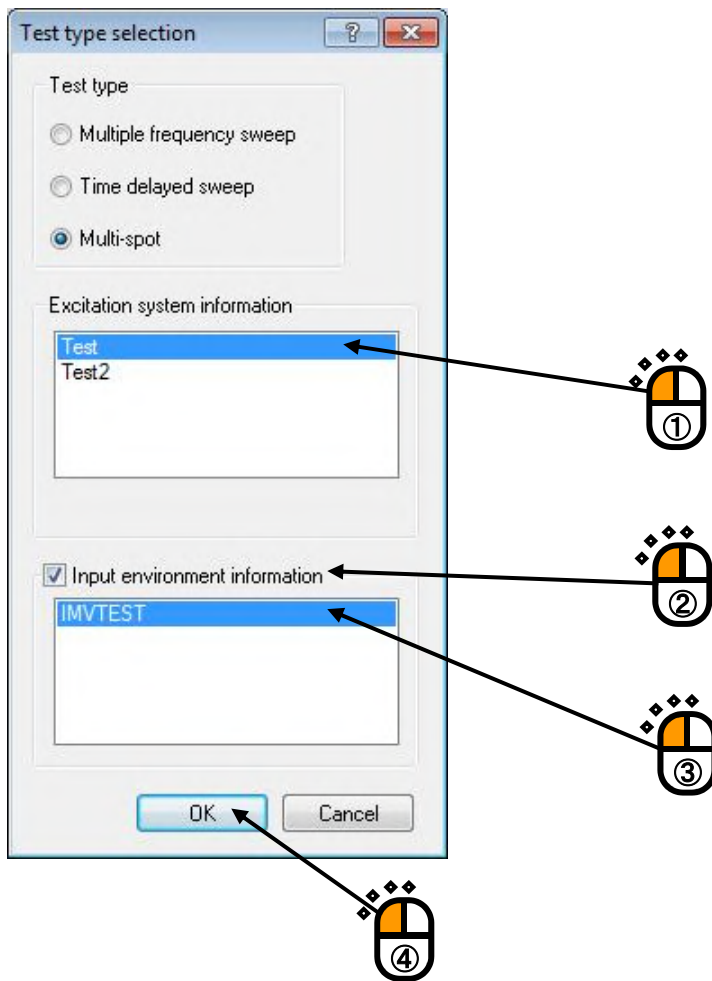 Test type selection
Test type
Multiple frequency sweep
Time delayed sweep
Multi-spot
Excitation system information
Test
Test2
①
Input environment information
②
IMVTEST
③
OK
Cancel
④